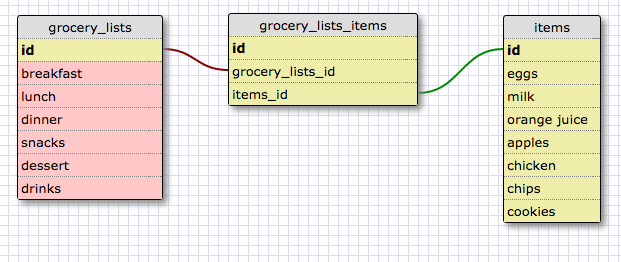 grocery_lists
id
breakfast
lunch
dinner
snacks
dessert
drinks
grocery_lists_items
id
grocery_lists_id
items_id
items
id
eggs
milk
orange juice
apples
chicken
chips
cookies